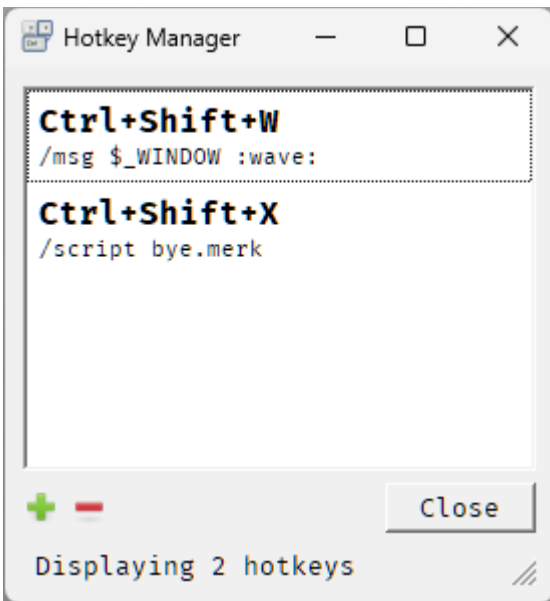 Hotkey Manager
Ctrl+Shift+W
/msg $_WINDOW :wave:
Ctrl+Shift+X
/script bye.merk
Close
Displaying 2 hotkeys